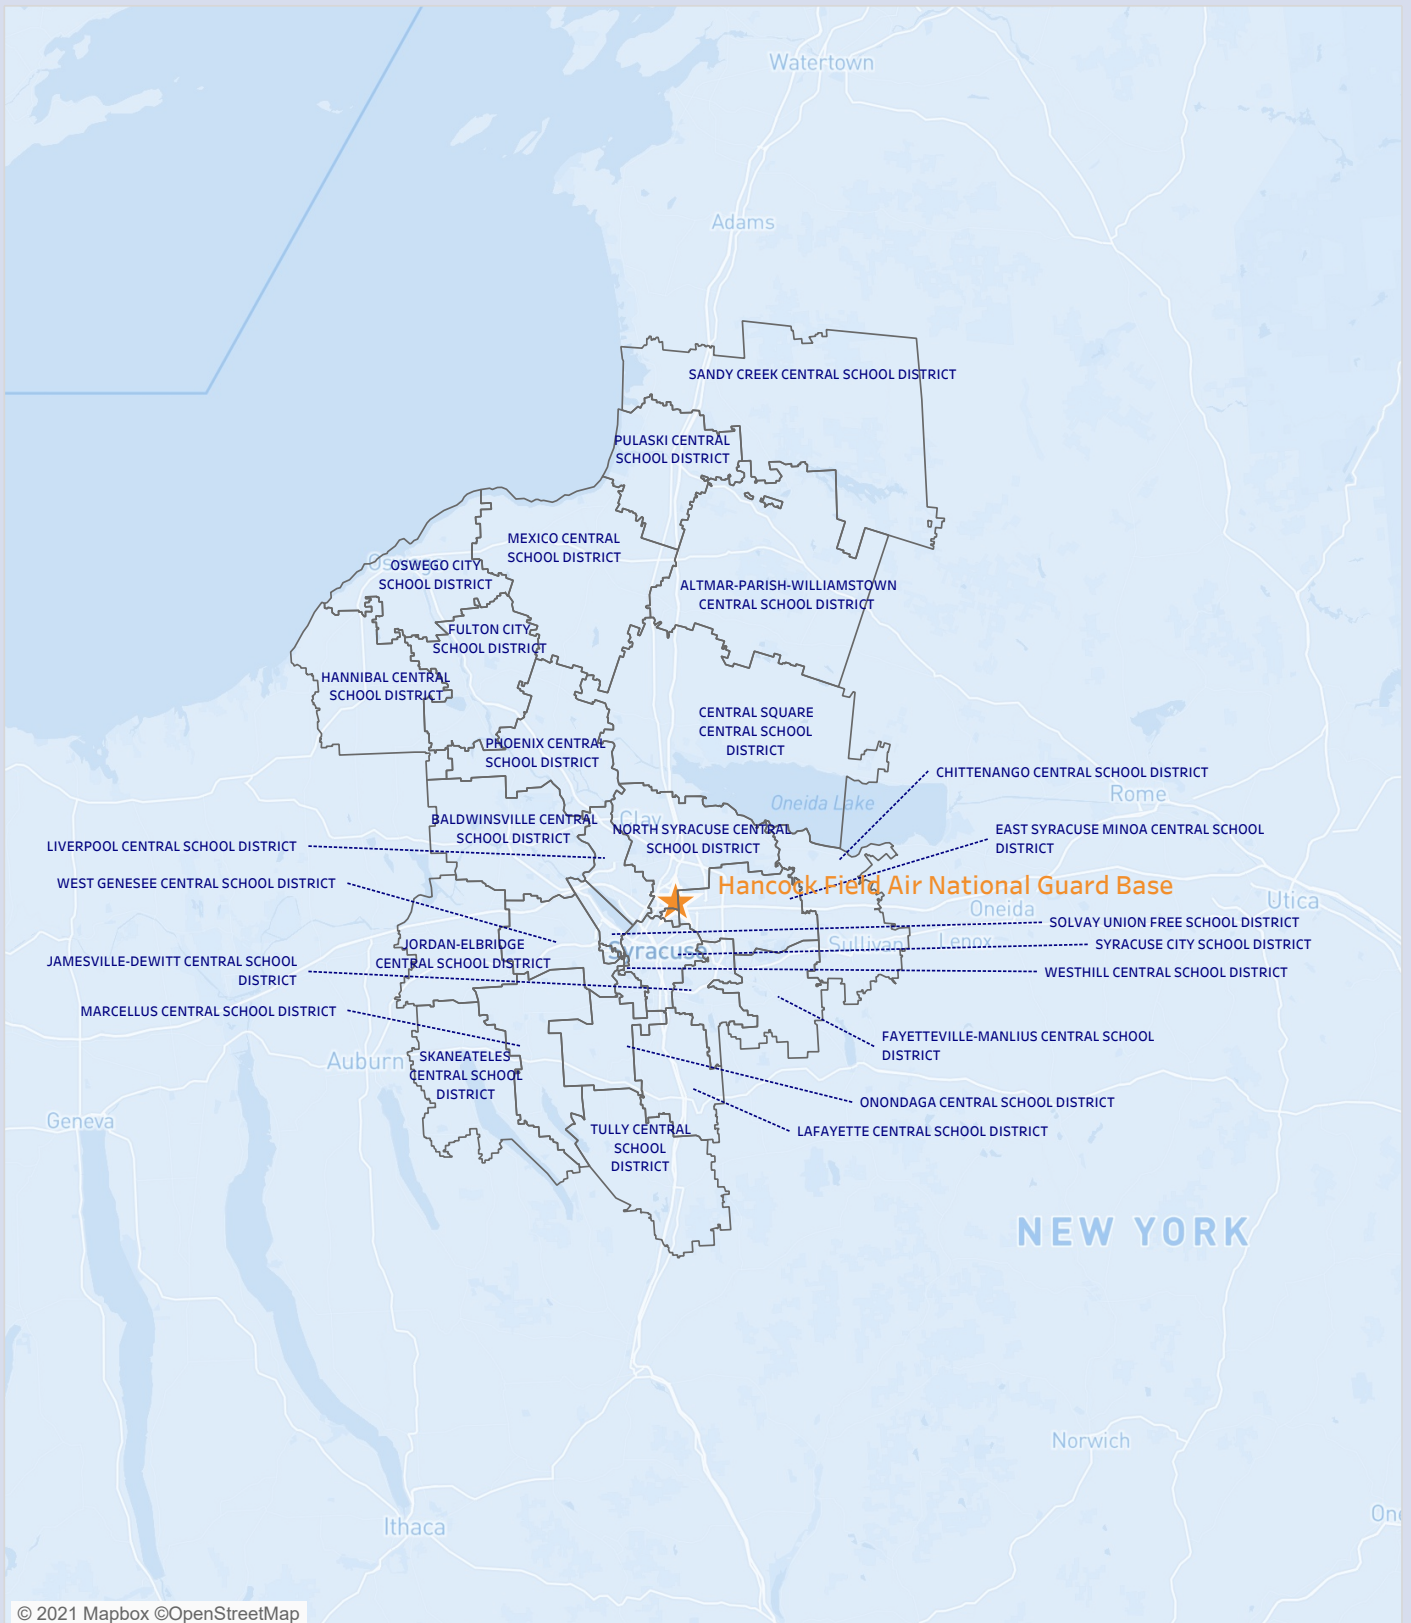 Watertown
Adams
SANDY CREEK CENTRAL SCHOOL DISTRICT
PULASKI CENTRAL
SCHOOL DISTRICT
MEXICO CENTRAL
SCHOOL DISTRICT
OSWEGO CITY
SCHOOL DISTRICT
ALTMAR-PARISH-WILLIAMSTOWN
CENTRAL SCHOOL DISTRICT
FULTON CITY
SCHOOL DISTRICT
HANNIBAL CENTRAL
SCHOOL DISTRICT
CENTRAL SQUARE
CENTRAL SCHOOL
DISTRICT
PHOENIX CENTRAL
SCHOOL DISTRICT
CHITTENANGO CENTRAL SCHOOL DISTRICT
Rome
Oneida Lake
Clay
BALDWINSVILLE CENTRAL
SCHOOL DISTRICT
NORTH SYRACUSE CENTRAL
SCHOOL DISTRICT
EAST SYRACUSE MINOA CENTRAL SCHOOL
DISTRICT
LIVERPOOL CENTRAL SCHOOL DISTRICT
WEST GENESEE CENTRAL SCHOOL DISTRICT
Hancock Field Air National Guard Base
Utica
Oneida
SOLVAY UNION FREE SCHOOL DISTRICT
Sullivan
Lenox
SYRACUSE CITY SCHOOL DISTRICT
Syracuse
JORDAN-ELBRIDGE
CENTRAL SCHOOL DISTRICT
JAMESVILLE-DEWITT CENTRAL SCHOOL
DISTRICT
WESTHILL CENTRAL SCHOOL DISTRICT
MARCELLUS CENTRAL SCHOOL DISTRICT
FAYETTEVILLE-MANLIUS CENTRAL SCHOOL
DISTRICT
Auburn
SKANEATELES
CENTRAL SCHOOL
DISTRICT
ONONDAGA CENTRAL SCHOOL DISTRICT
Geneva
TULLY CENTRAL
SCHOOL
DISTRICT
LAFAYETTE CENTRAL SCHOOL DISTRICT
NEW YORK
Norwich
Ithaca
© 2021 Mapbox ©OpenStreetMap